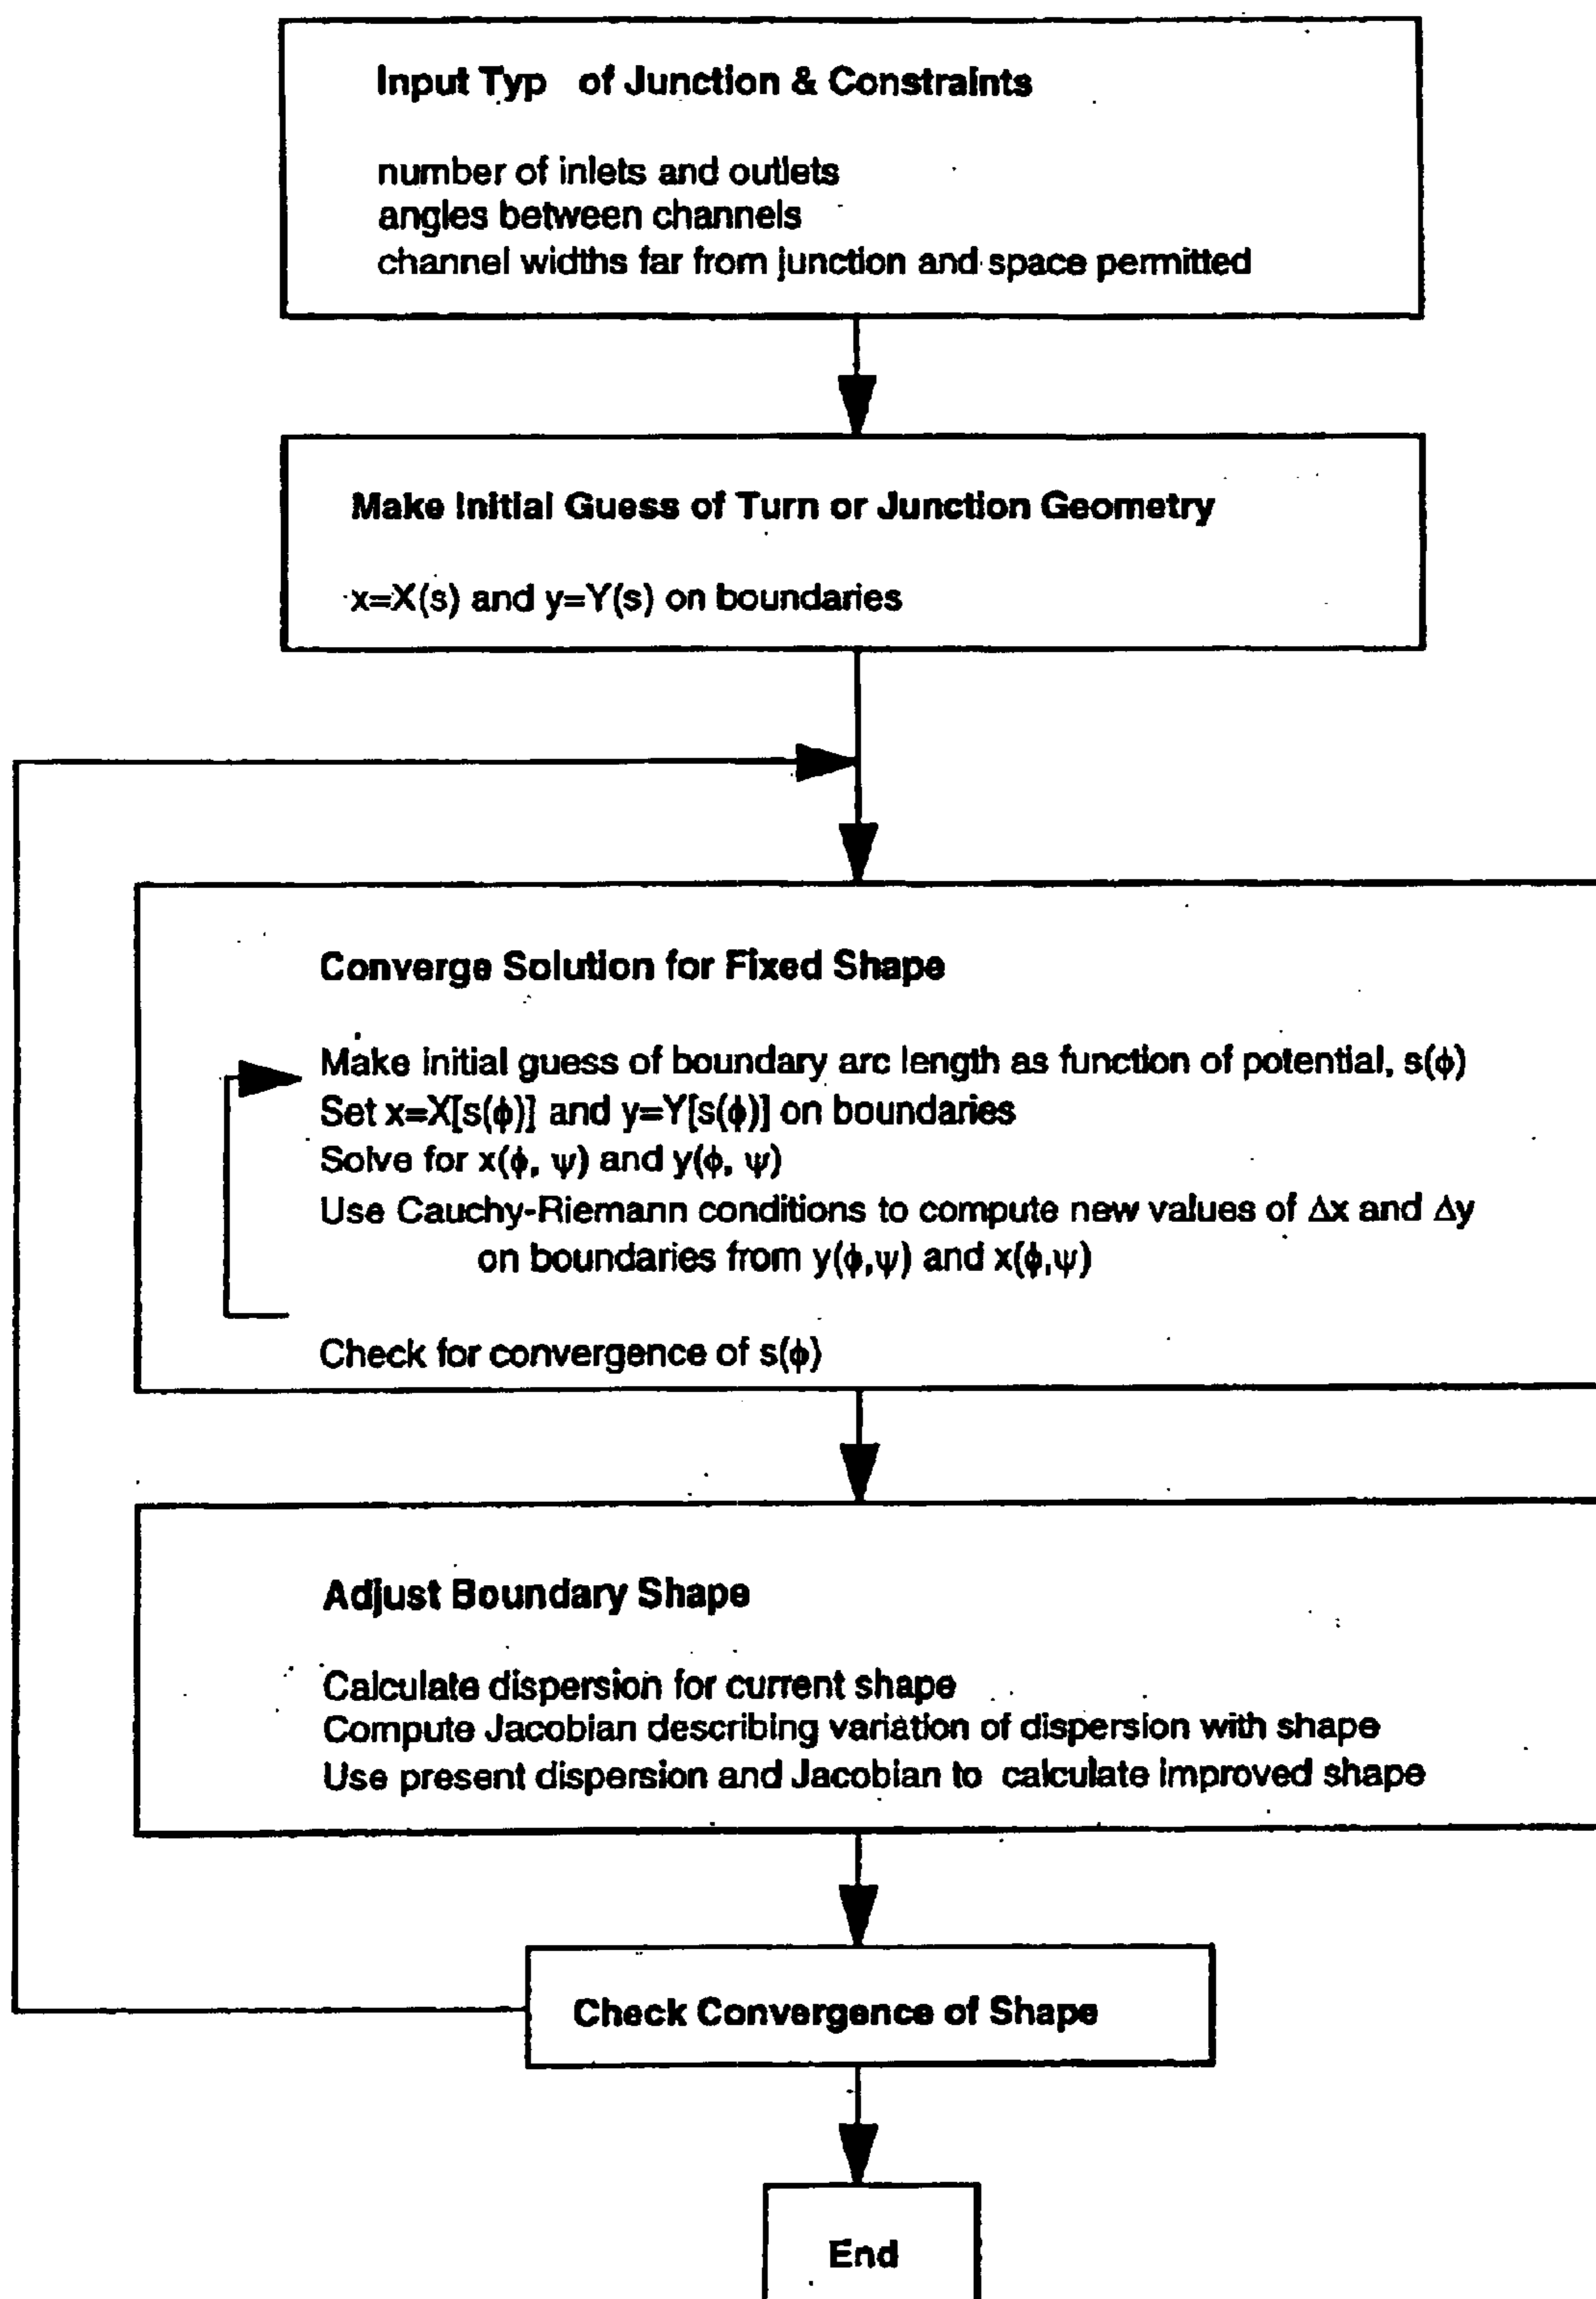 Input Typ of Junction & Constraints
number of inlets and outlets
angles between channels
channel widths far from junction and space permitted
Make Initial Guess of Turn or Junction Geometry
x=X(s) and y=Y(s) on boundaries
Converge Solution for Fixed Shape
Make initial guess of boundary arc length as function of potential, s(ϕ)
Set x=X[s(ϕ)] and y=Y[s(ϕ)] on boundaries
Solve for x(ϕ, ψ) and y(ϕ, ψ)
Use Cauchy-Riemann conditions to compute new values of Δx and Δy
on boundaries from y(ϕ,ψ) and x(ϕ,ψ)
Check for convergence of s(ϕ)
Adjust Boundary Shape
Calculate dispersion for current shape
Compute Jacobian describing variation of dispersion with shape
Use present dispersion and Jacobian to calculate improved shape
Check Convergence of Shape
End